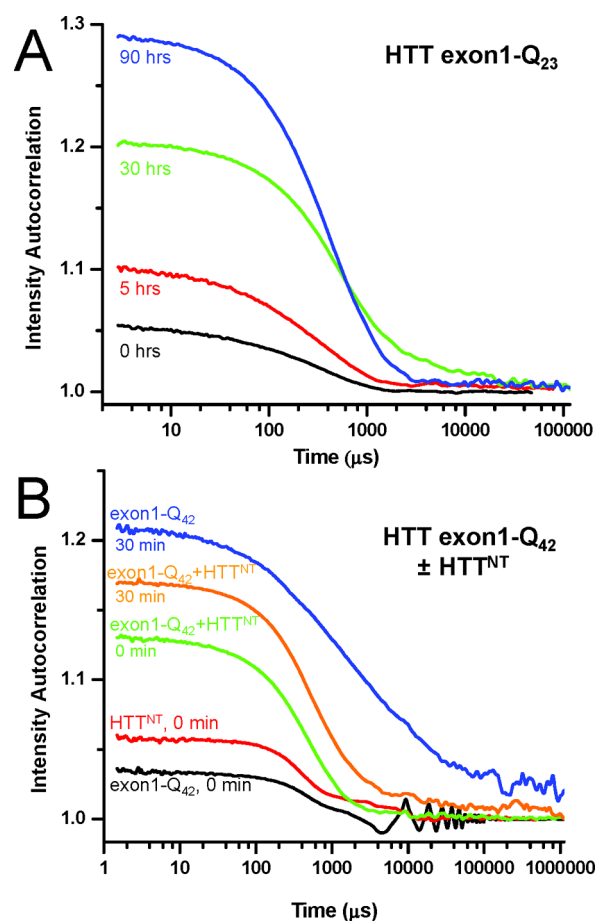 A
HTT exon1-Q23
Intensity Autocorrelation
1.3
1.2
1.1
1.0
90 hrs
30 hrs
5 hrs
0 hrs
10
100
1000
10000
100000
Time (µs)
B
HTT exon1-Q42
± HTTNT
Intensity Autocorrelation
1.2
1.1
1.0
exon1-Q42
30 min
exon1-Q42+HTTNT
30 min
exon1-Q42+HTTNT
0 min
HTTNT, 0 min
exon1-Q42, 0 min
1
10
100
1000
10000
100000
1000000
Time (µs)